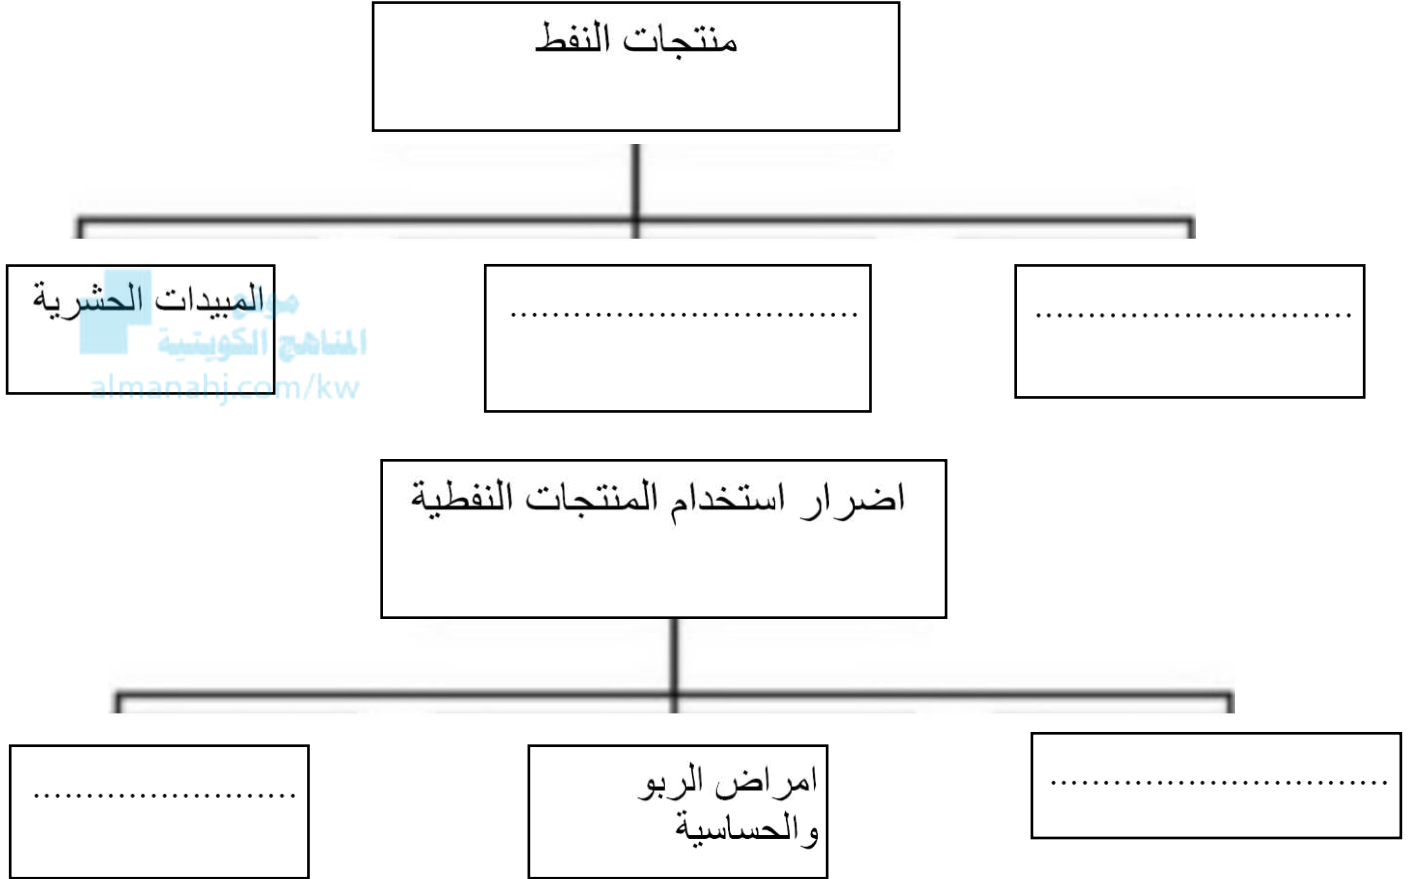 منتجات النفط
................................
.................................
المبيدات الحشرية
موقع
المناهج الكويتية
almanahj.com/kw
اضرار استخدام المنتجات النفطية
................................
امراض الربو
والحساسية
.........................